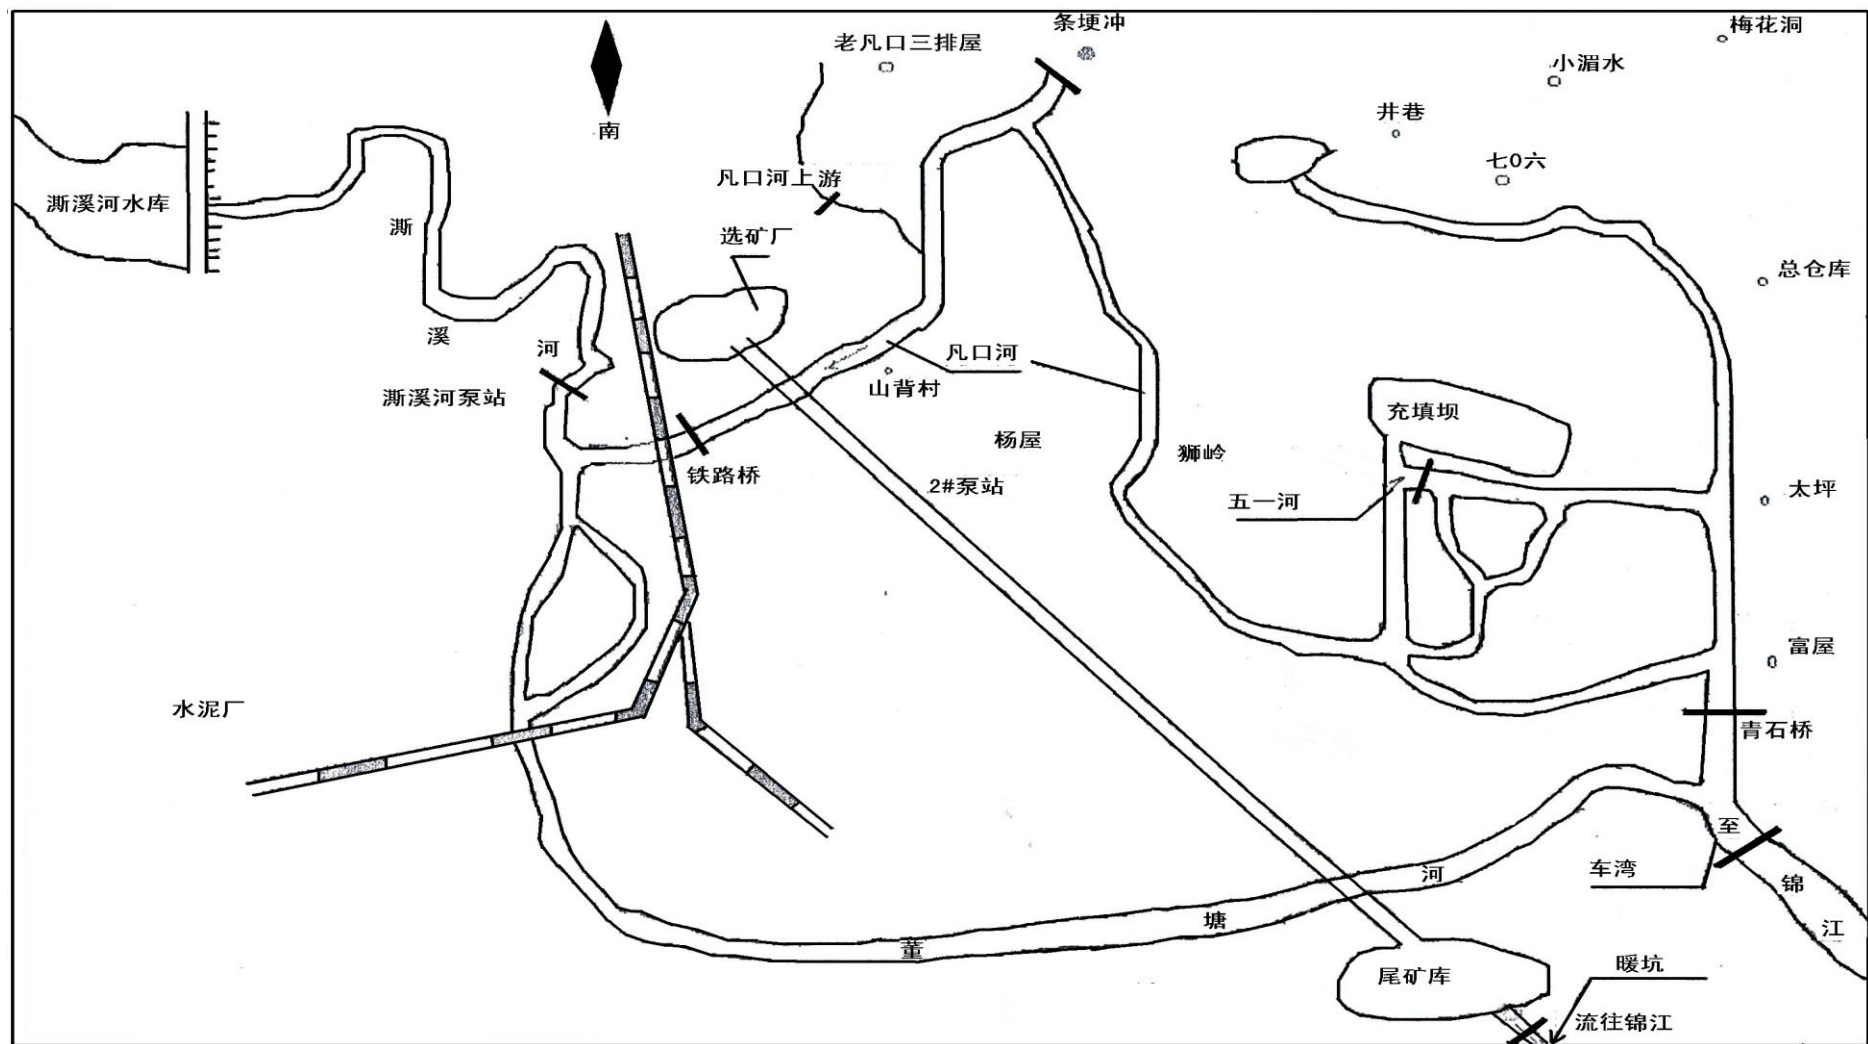 条埂冲
梅花洞
老凡口三排屋
小湄水
南
井巷
七0六
凡口河上游
澌溪河水库
澌
溪
河
选矿厂
总仓库
凡口河
澌溪河泵站
山背村
充填坝
杨屋
狮岭
铁路桥
2#泵站
五一河
太坪
富屋
水泥厂
青石桥
至
锦
江
车湾
董
塘
河
尾矿库
暖坑
流往锦江